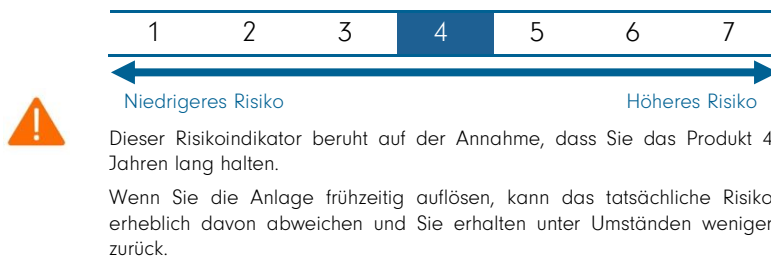 1 2 3 4 5 6 7
Niedrigeres Risiko Höheres Risiko
Dieser Risikoindikator beruht auf der Annahme, dass Sie das Produkt 4
Jahren lang halten.
Wenn Sie die Anlage frühzeitig auflösen, kann das tatsächliche Risiko
erheblich davon abweichen und Sie erhalten unter Umständen weniger
zurück.